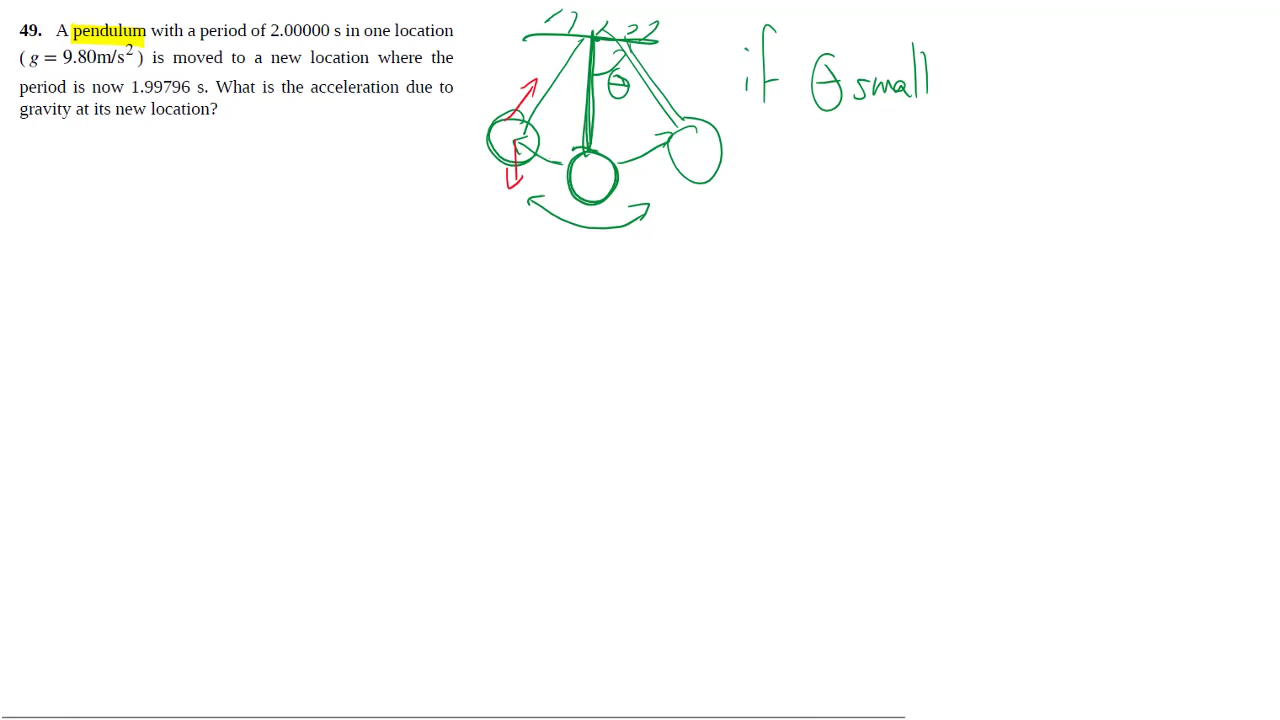 49. A pendulum with a period of 2.00000 s in one location
( g = 9.80m/s² ) is moved to a new location where the
period is now 1.99796 s. What is the acceleration due to
gravity at its new location?
θ
if θ small